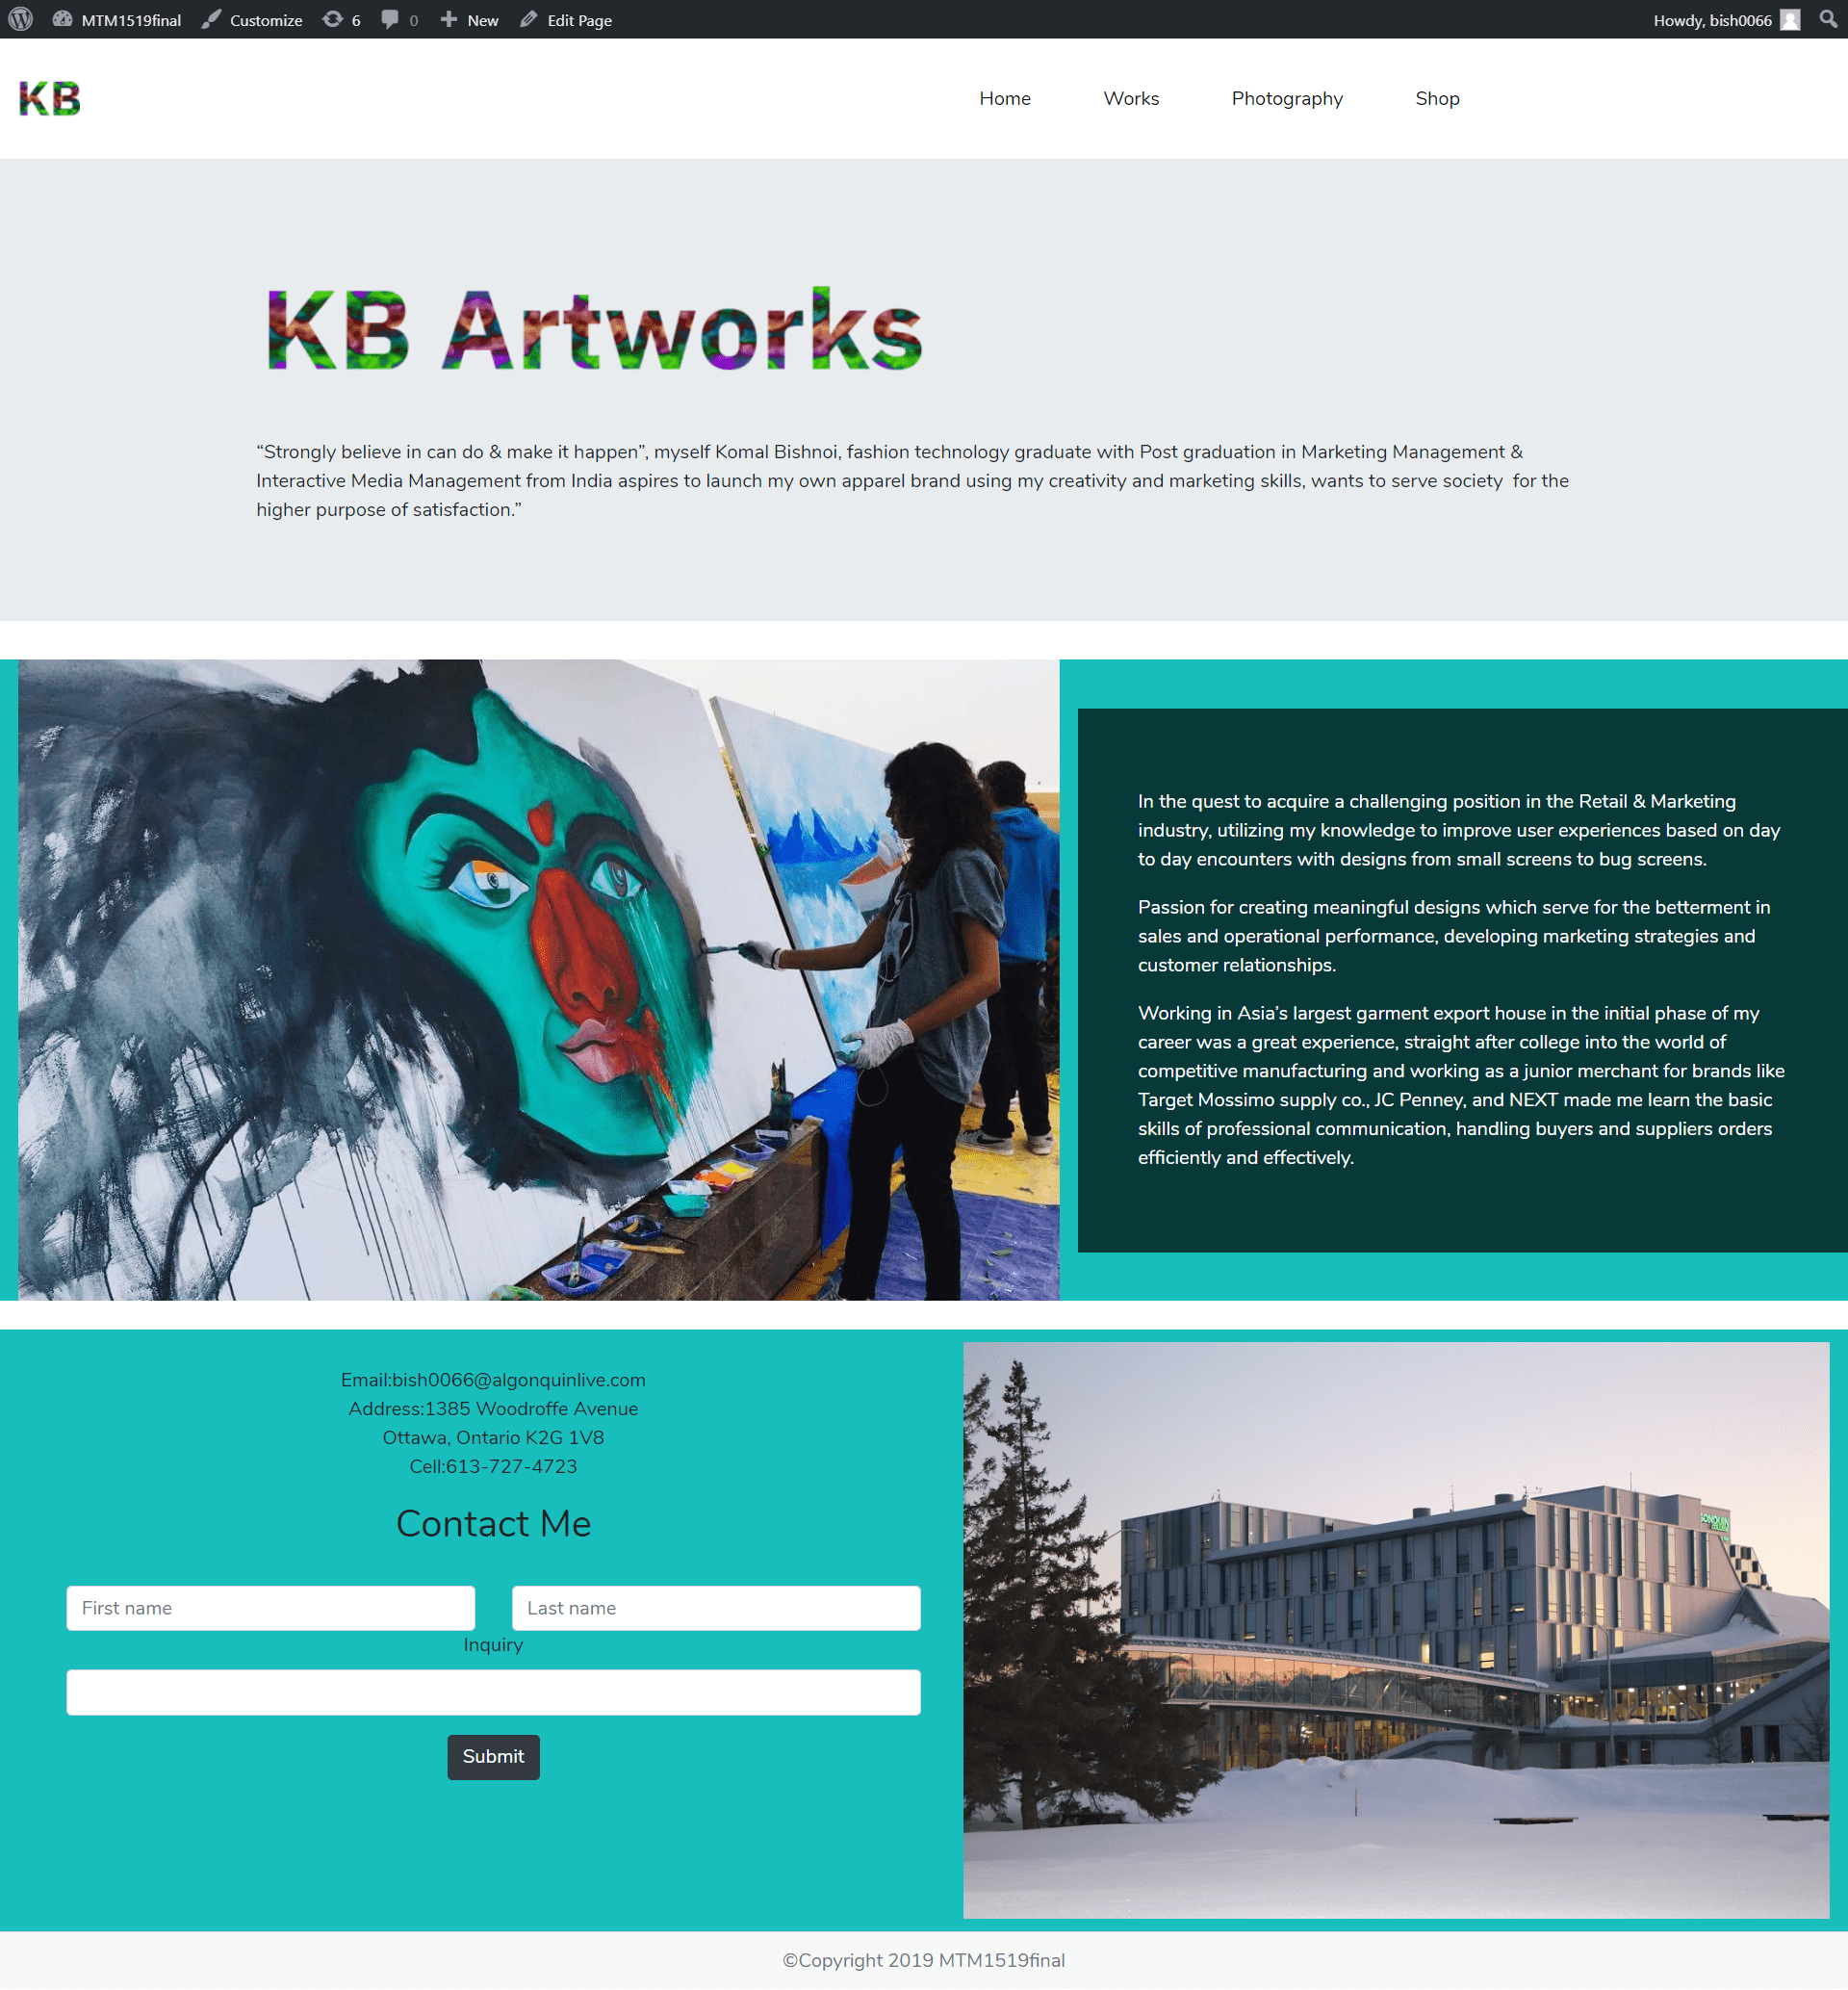 MTM1519final Customize 6 0 New Edit Page Howdy, bish0066
KB
Home Works Photography Shop
KB Artworks
“Strongly believe in can do & make it happen”, myself Komal Bishnoi, fashion technology graduate with Post graduation in Marketing Management &
Interactive Media Management from India aspires to launch my own apparel brand using my creativity and marketing skills, wants to serve society for the
higher purpose of satisfaction.”
In the quest to acquire a challenging position in the Retail & Marketing
industry, utilizing my knowledge to improve user experiences based on day
to day encounters with designs from small screens to bug screens.
Passion for creating meaningful designs which serve for the betterment in
sales and operational performance, developing marketing strategies and
customer relationships.
Working in Asia’s largest garment export house in the initial phase of my
career was a great experience, straight after college into the world of
competitive manufacturing and working as a junior merchant for brands like
Target Mossimo supply co., JC Penney, and NEXT made me learn the basic
skills of professional communication, handling buyers and suppliers orders
efficiently and effectively.
Email:bish0066@algonquinlive.com
Address:1385 Woodroffe Avenue
Ottawa, Ontario K2G 1V8
Cell:613-727-4723
Contact Me
First name Last name
Inquiry
Submit
©Copyright 2019 MTM1519final